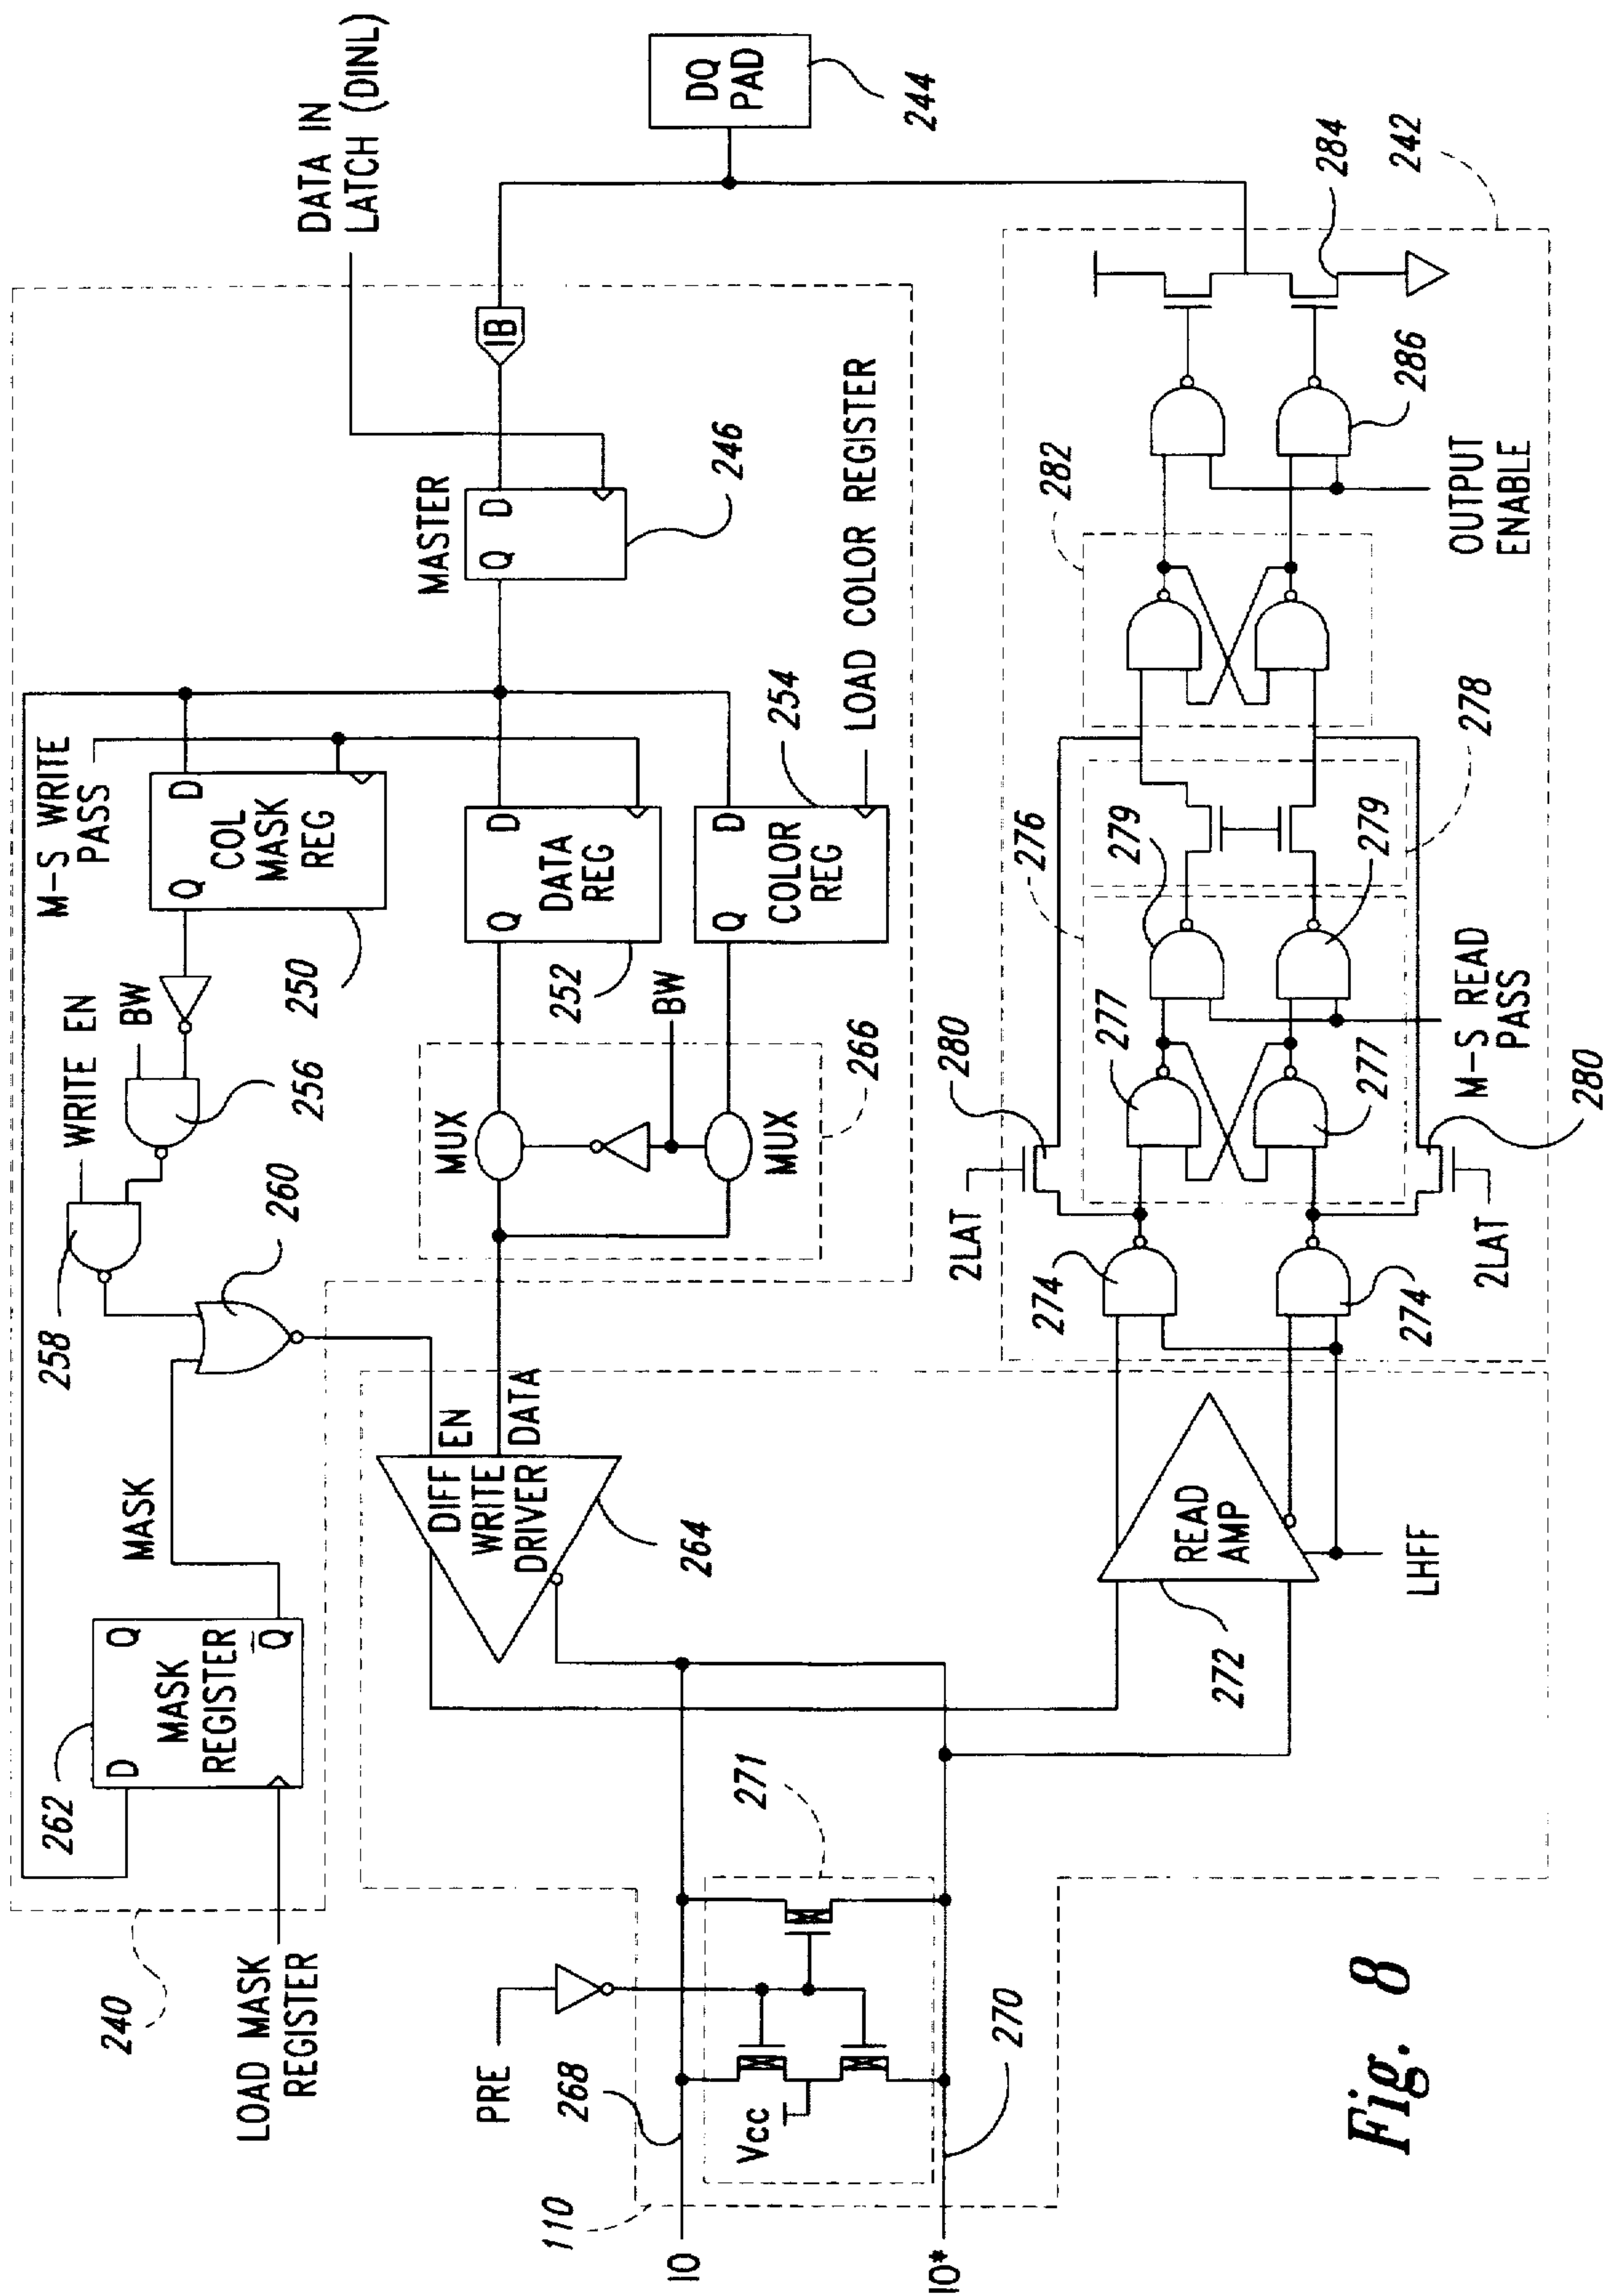 240
LOAD MASK
REGISTER
262
D
Q
MASK
REGISTER
Q
MASK
258
WRITE EN
BW
256
260
M-S WRITE
PASS
Q
D
COL
MASK
REG
250
DATA IN
LATCH (DINL)
MASTER
Q
D
246
IB
DQ
PAD
244
Q
D
DATA
REG
252
Q
D
COLOR
REG
254
LOAD COLOR REGISTER
MUX
BW
MUX
266
EN
DATA
DIFF
WRITE
DRIVER
264
PRE
268
Vcc
271
110
IO
IO*
270
READ
AMP
272
LHFF
274
274
2LAT
2LAT
280
280
277
277
276
279
279
M-S READ
PASS
278
282
OUTPUT
ENABLE
286
284
242
Fig. 8